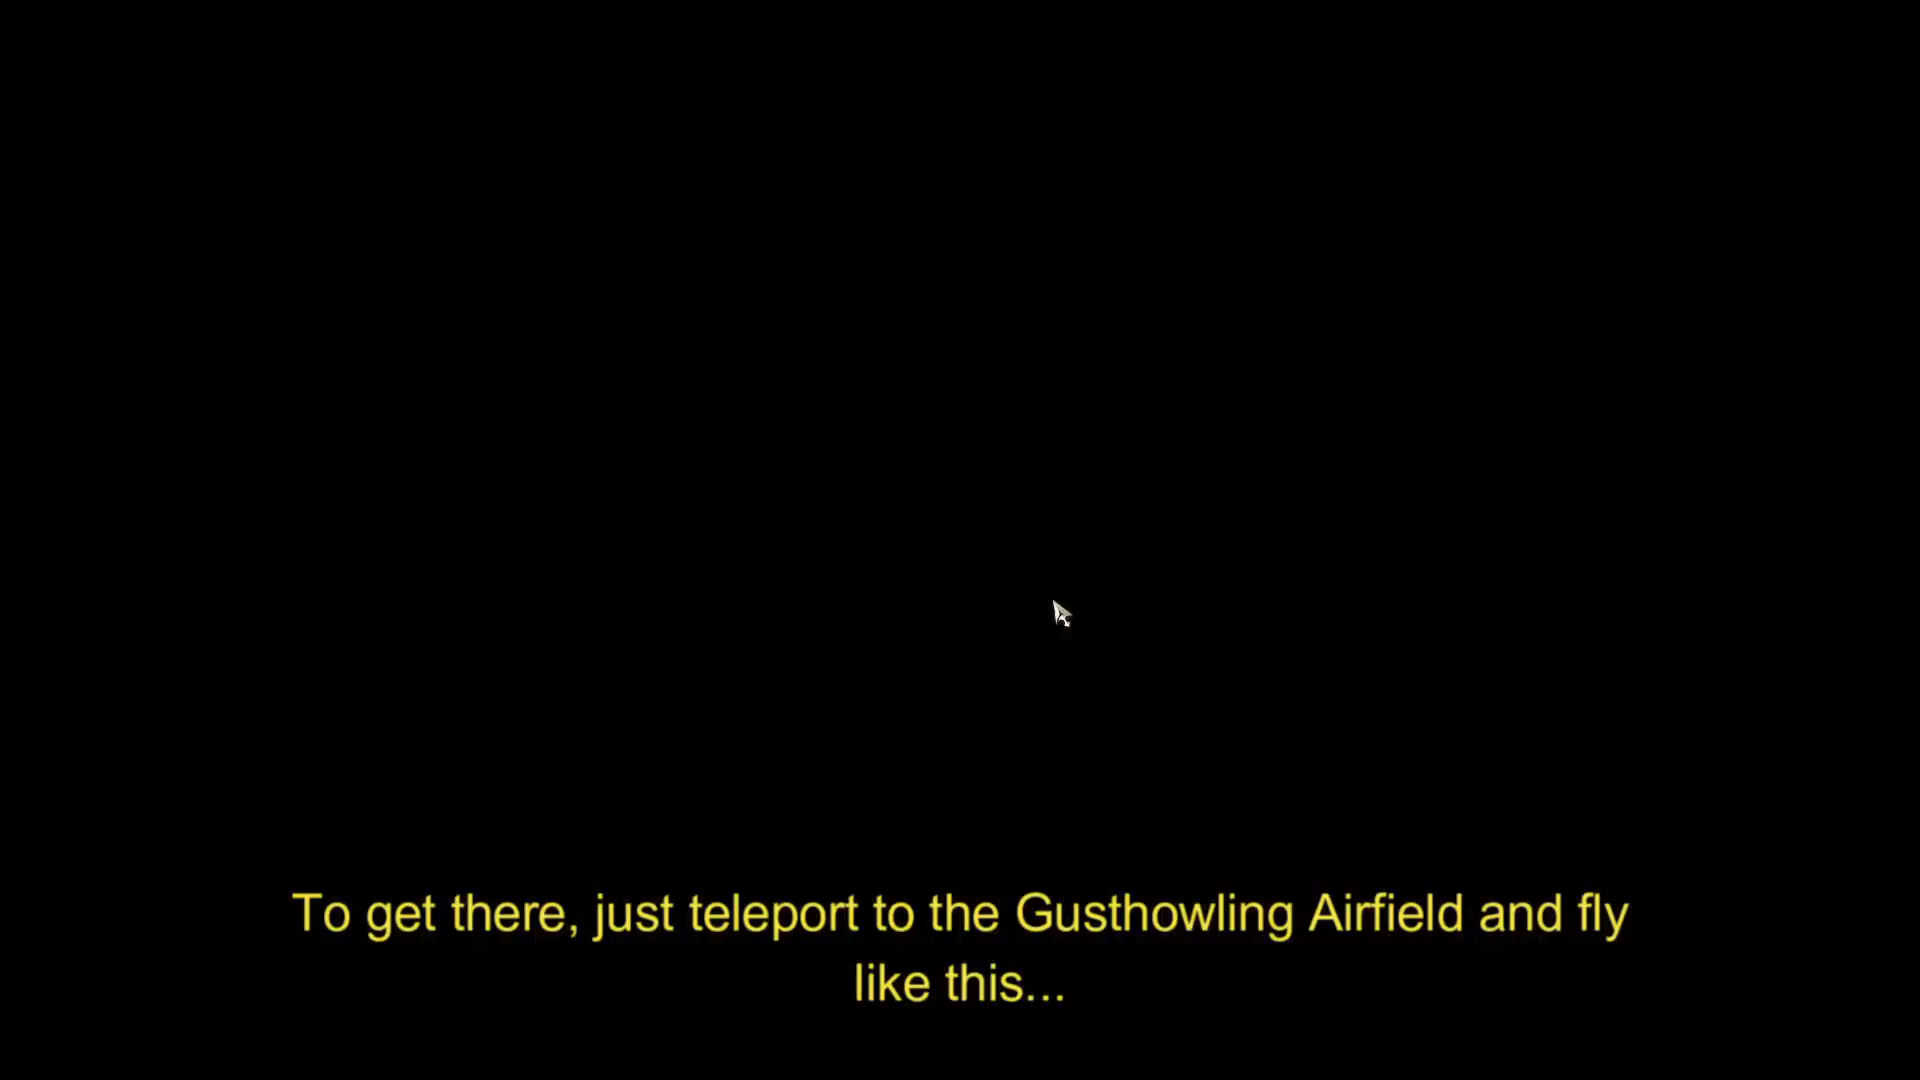 To get there, just teleport to the Gusthowling Airfield and fly
like this...